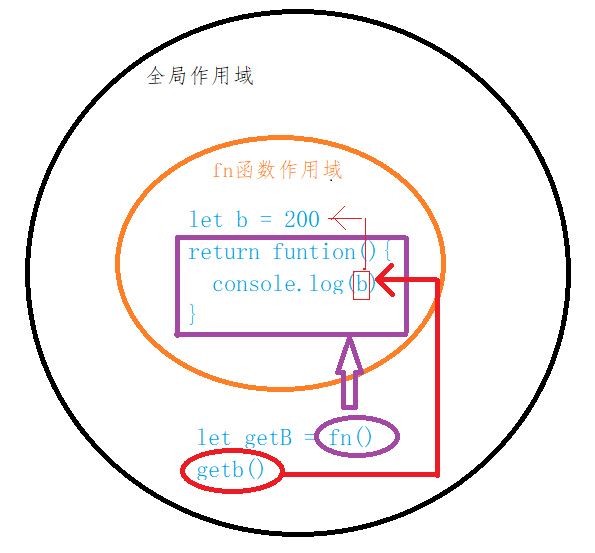 全局作用域
fn函数作用域
let b = 200
return funtion(){
console.log(b)
}
let getB = fn()
getb()